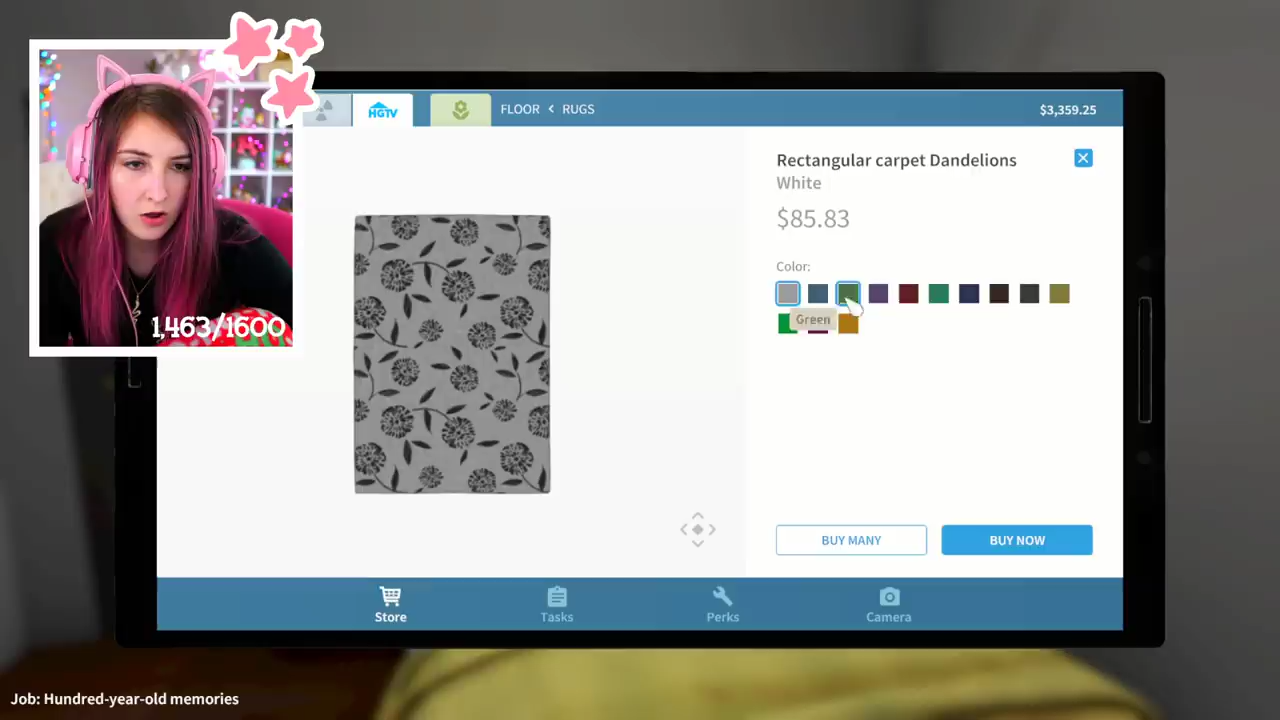 HGTV
FLOOR < RUGS
$3,359.25
Rectangular carpet Dandelions
White
$85.83
Color:
Green
1,463/1600
BUY MANY
BUY NOW
Store
Tasks
Perks
Camera
Job: Hundred-year-old memories